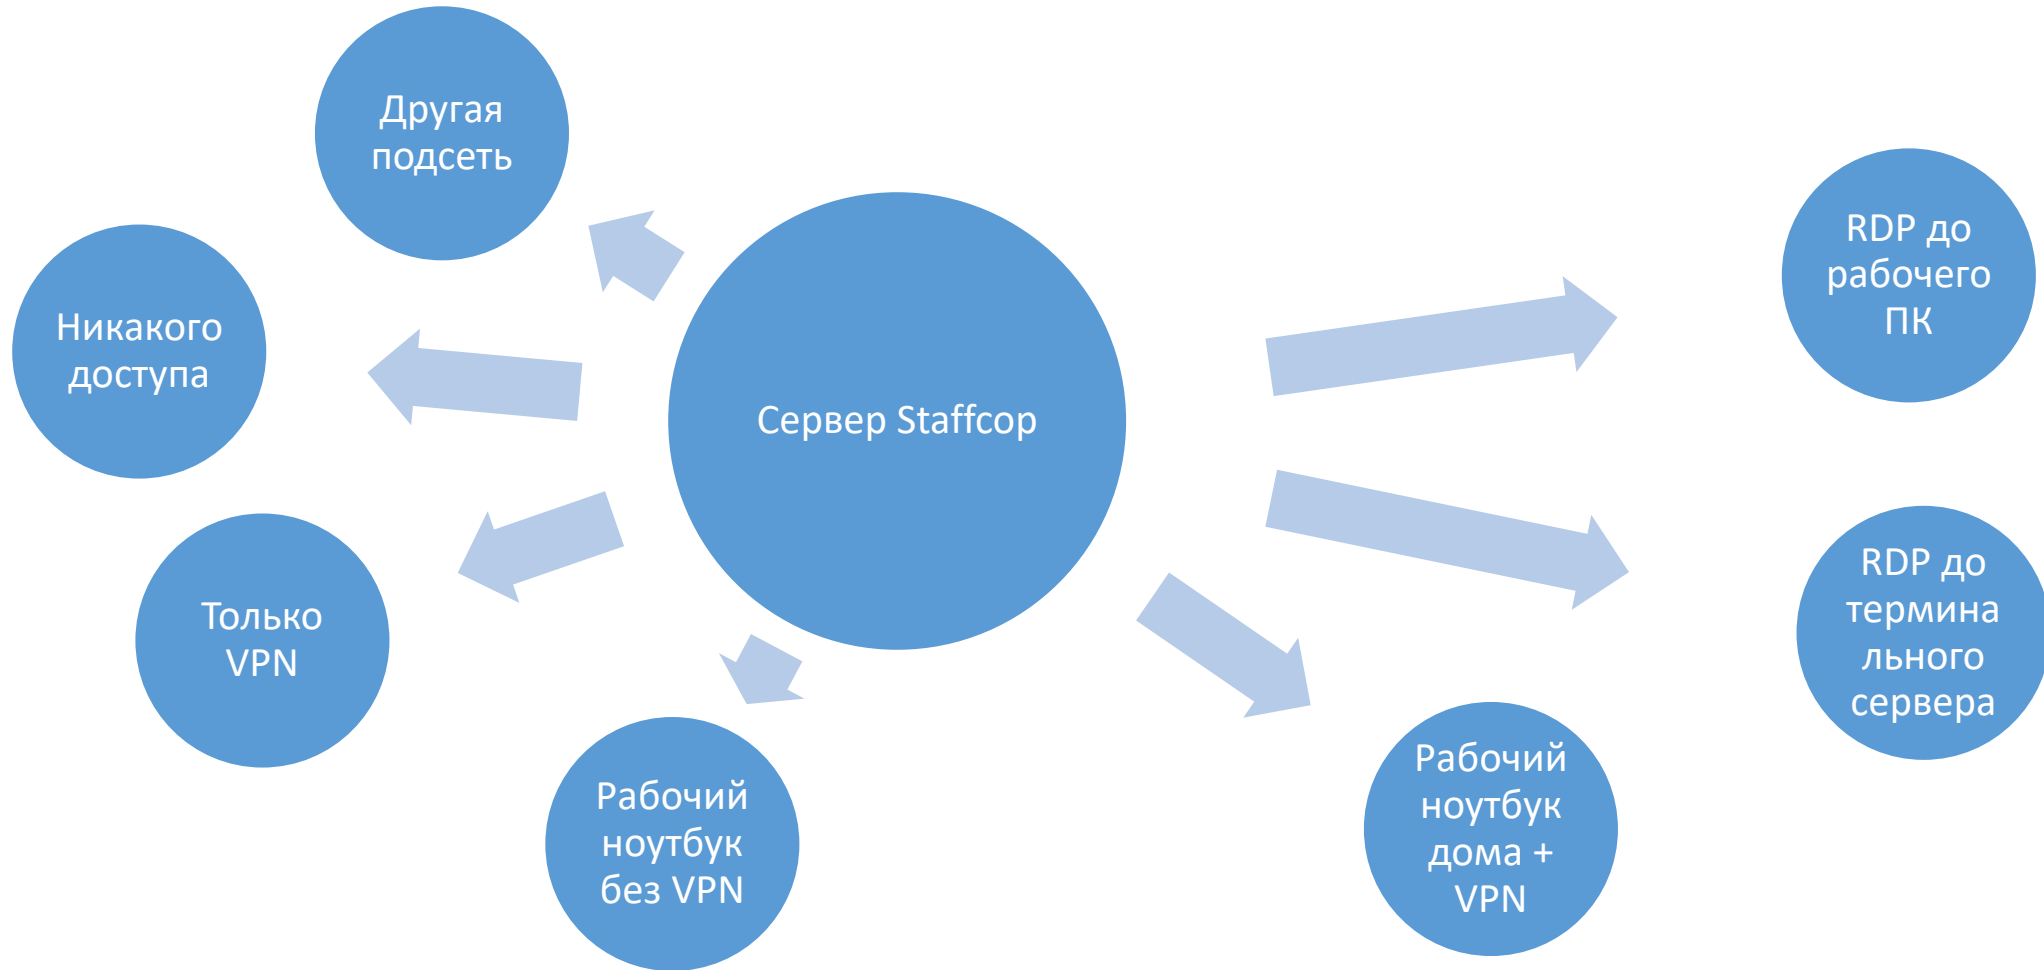 Другая
подсеть
Никакого
доступа
Только
VPN
Рабочий
ноутбук
без VPN
Сервер Staffcop
Рабочий
ноутбук
дома +
VPN
RDP до
рабочего
ПК
RDP до
термина
льного
сервера